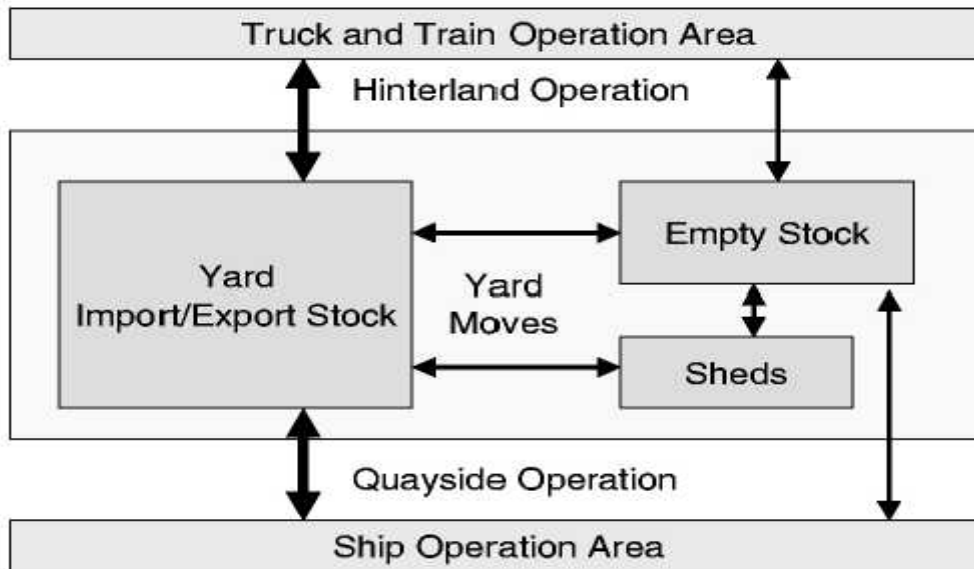 Truck and Train Operation Area
Hinterland Operation
Yard
Import/Export Stock
Yard
Moves
Empty Stock
Sheds
Quayside Operation
Ship Operation Area